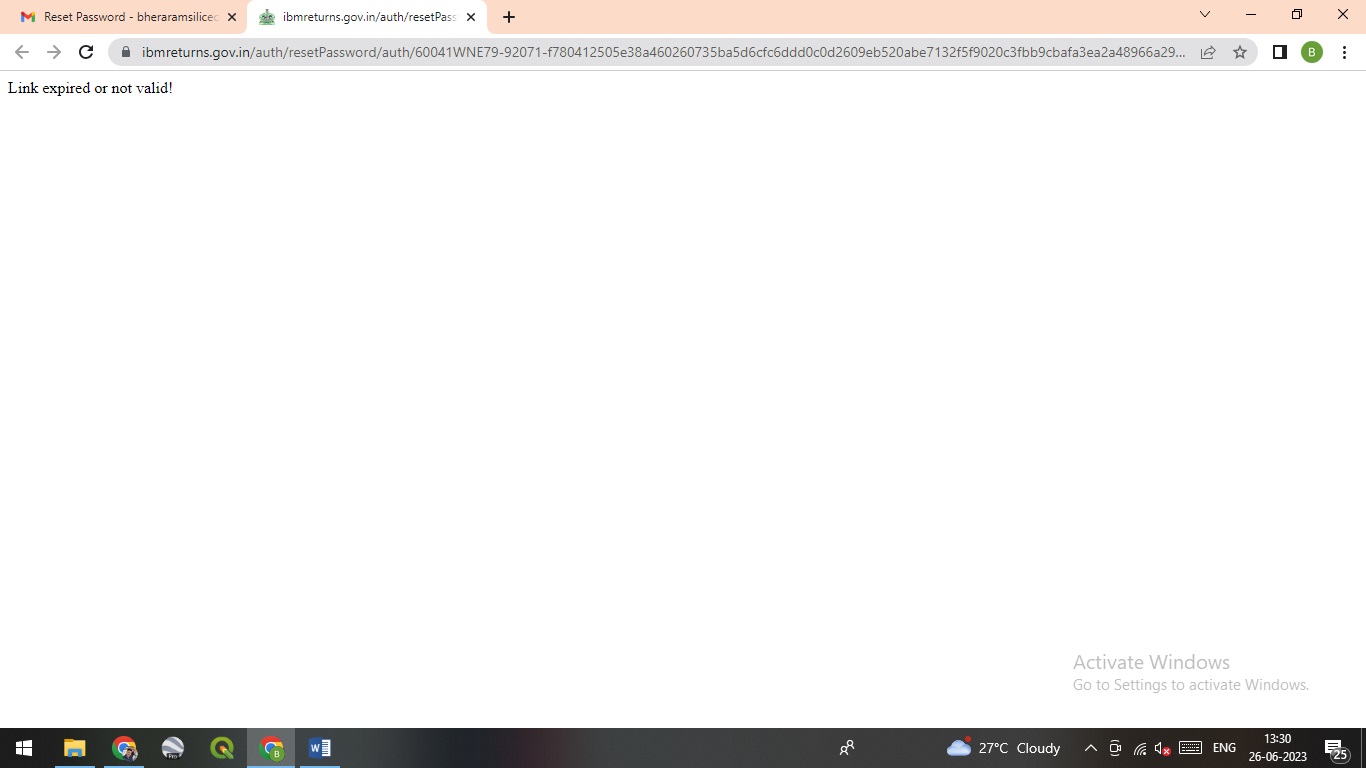 Reset Password - bheraramsilicec
ibmreturns.gov.in/auth/resetPass
ibmreturns.gov.in/auth/resetPassword/auth/60041WNE79-92071-f780412505e38a460260735ba5d6cfc6ddd0c0d2609eb520abe7132f5f9020c3fbb9cbafa3ea2a48966a29...
B
Link expired or not valid!
Activate Windows
Go to Settings to activate Windows.
Pro
B
W
27°C Cloudy
ENG
13:30
26-06-2023
25